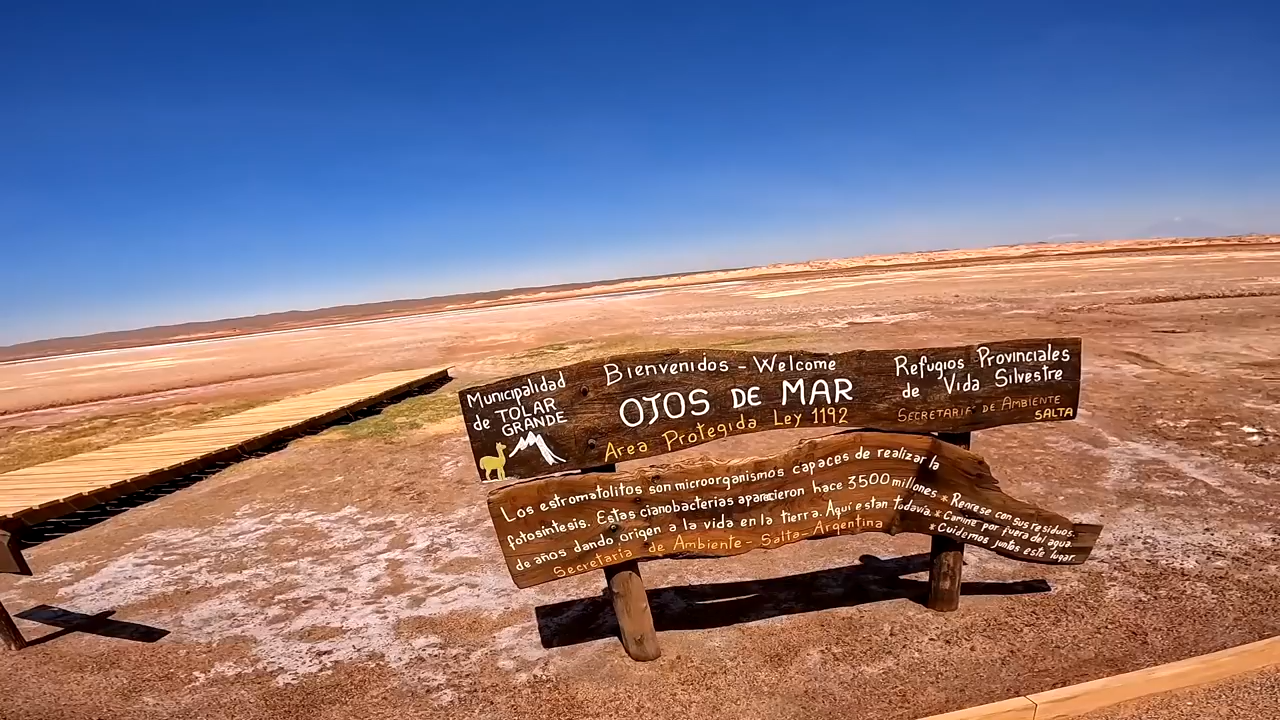 Municipalidad
de TOLAR
GRANDE
Bienvenidos - Welcome
OJOS DE MAR
Area Protegida Ley 1192
Refugios Provinciales
de Vida Silvestre
SECRETARIA DE AMBIENTE
SALTA
Los estromatolitos son microorganismos capaces de realizar la
fotosintesis. Estas cianobacterias aparecieron hace 3500 millones
de años dando origen a la vida en la tierra. Aquí estan todavía.
Secretaría de Ambiente - Salta - Argentina
* Regrese con sus residuos.
* Camine por fuera del agua.
* Cuidemos juntos este lugar.